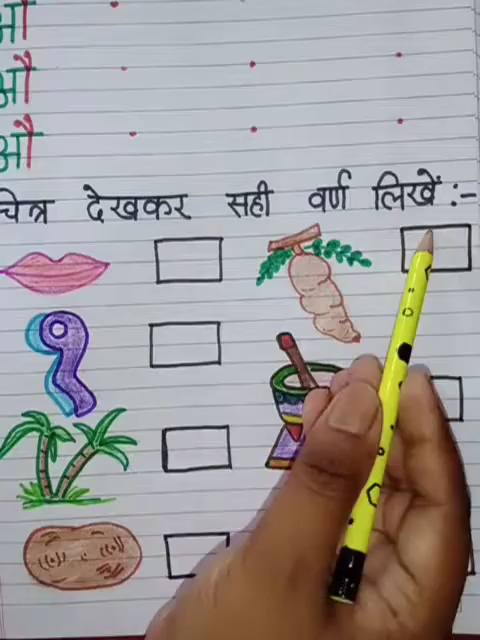 औ
औ
औ
चित्र देखकर सही वर्ण लिखें :-